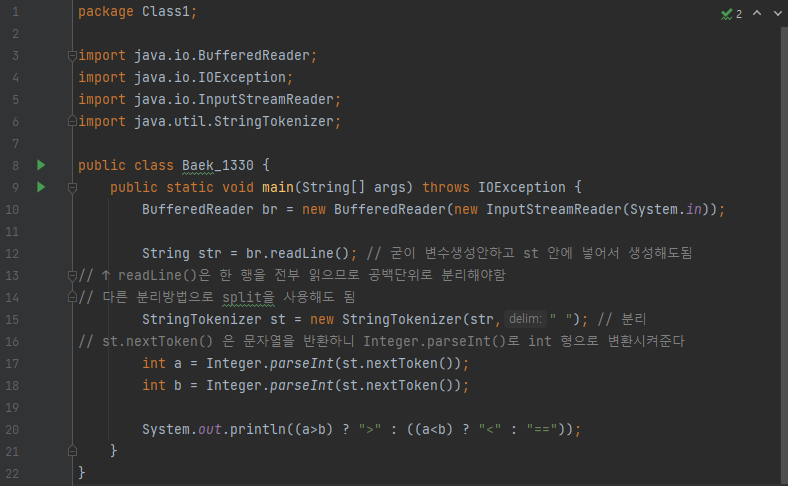 ✓ 2
1 package Class1;
2
3 import java.io.BufferedReader;
4 import java.io.IOException;
5 import java.io.InputStreamReader;
6 import java.util.StringTokenizer;
7
8 public class Baek_1330 {
9     public static void main(String[] args) throws IOException {
10         BufferedReader br = new BufferedReader(new InputStreamReader(System.in));
11
12         String str = br.readLine(); // 굳이 변수생성안하고 st 안에 넣어서 생성해도됨
13 // ↑ readLine()은 한 행을 전부 읽으므로 공백단위로 분리해야함
14 // 다른 분리방법으로 split을 사용해도 됨
15         StringTokenizer st = new StringTokenizer(str, delim: " "); // 분리
16 // st.nextToken() 은 문자열을 반환하니 Integer.parseInt()로 int 형으로 변환시켜준다
17         int a = Integer.parseInt(st.nextToken());
18         int b = Integer.parseInt(st.nextToken());
19
20         System.out.println((a>b) ? ">" : ((a<b) ? "<" : "=="));
21     }
22 }